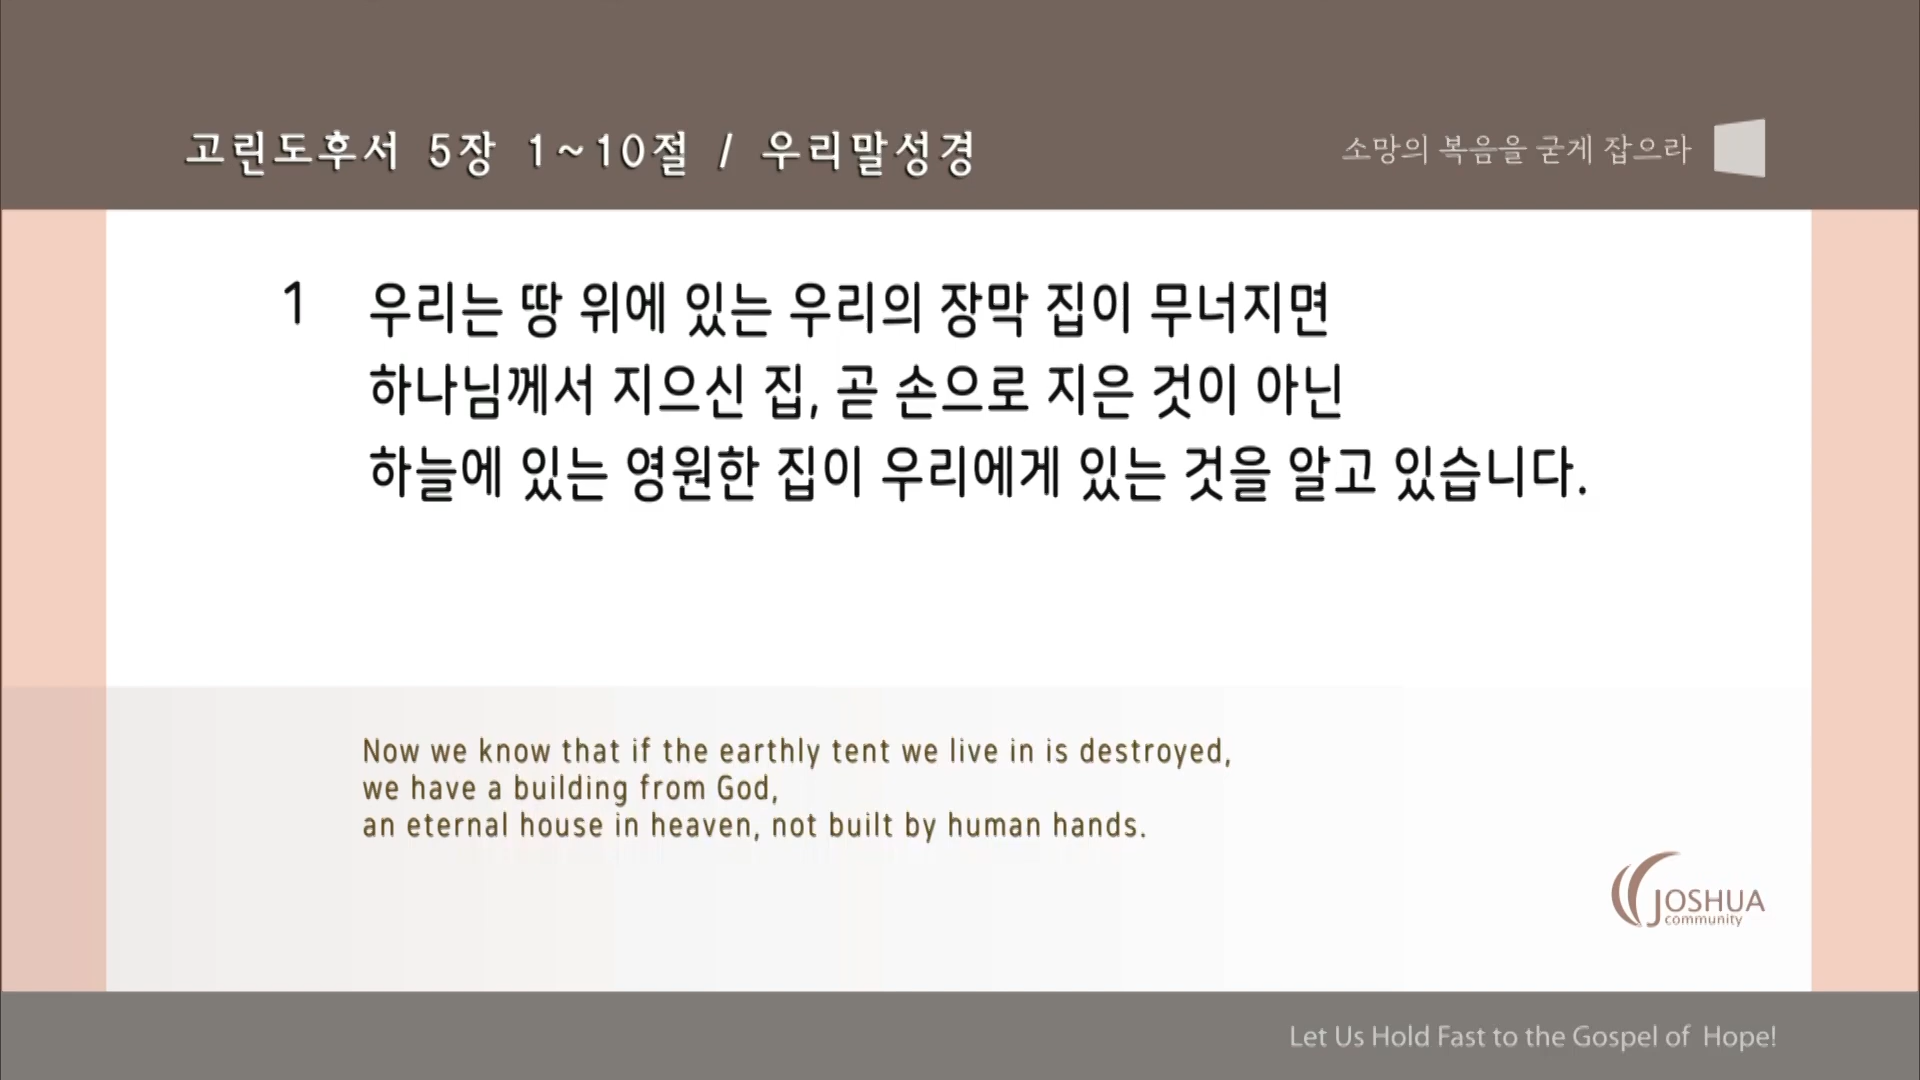 고린도후서 5장 1~10절 / 우리말성경
소망의 복음을 굳게 잡으라
1 우리는 땅 위에 있는 우리의 장막 집이 무너지면
하나님께서 지으신 집, 곧 손으로 지은 것이 아닌
하늘에 있는 영원한 집이 우리에게 있는 것을 알고 있습니다.
Now we know that if the earthly tent we live in is destroyed,
we have a building from God,
an eternal house in heaven, not built by human hands.
JOSHUA
community
Let Us Hold Fast to the Gospel of Hope!